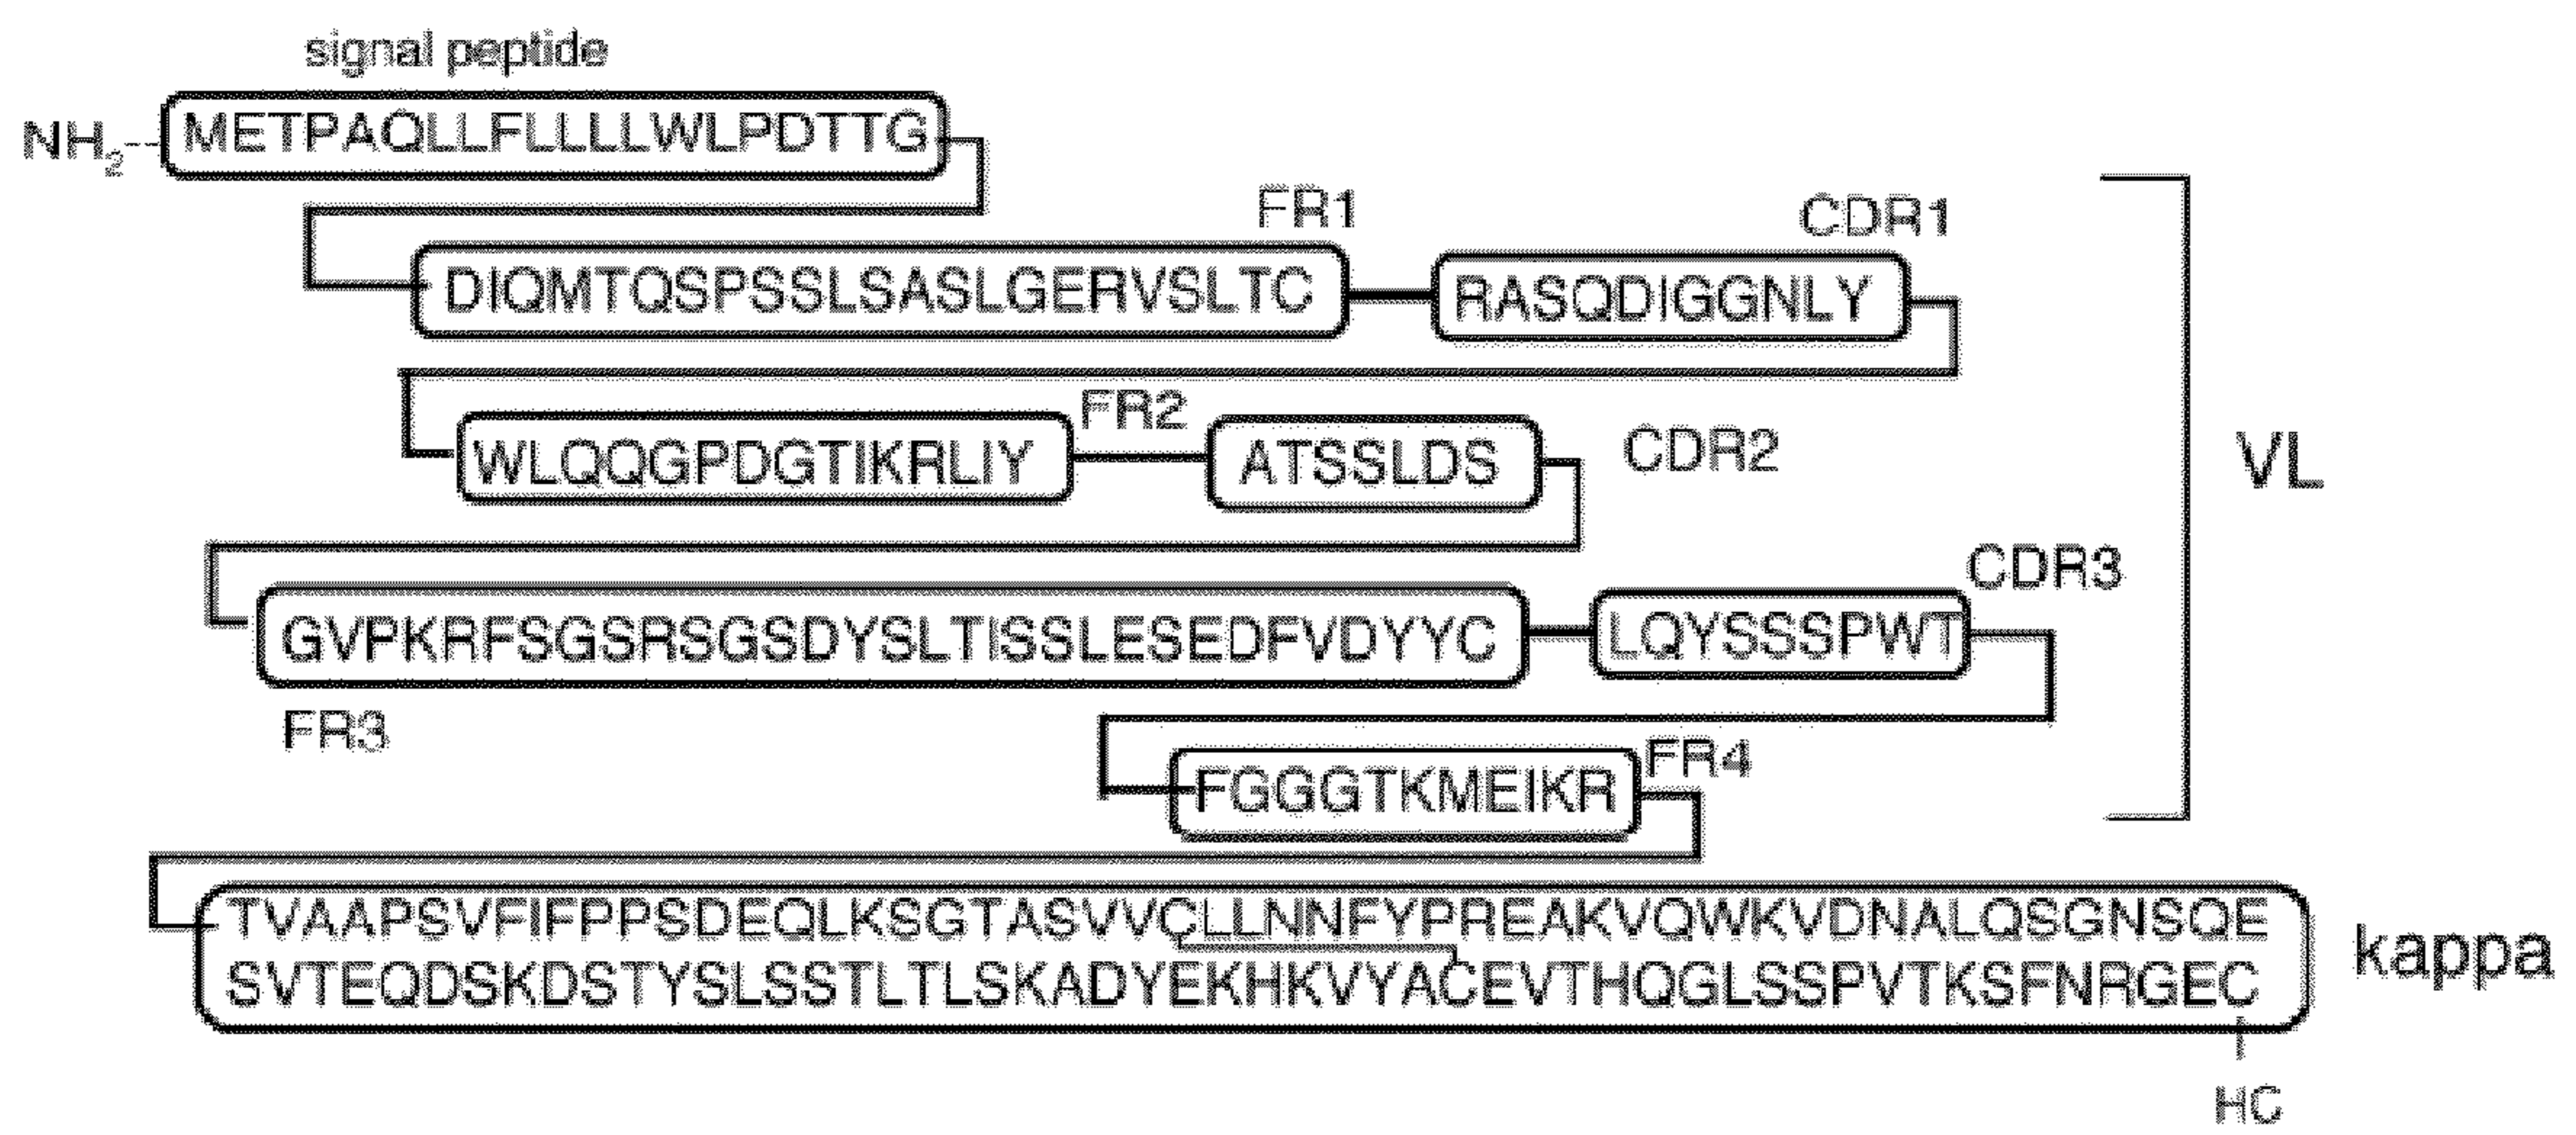 signal peptide
NH2 METPAQLLFLLLLWLPDTTG
FR1 CDR1
DIQMTQSPSSLSASLGERVSLTC RASQDIGGNLY
FR2 CDR2
WLQQGPDGTIKRLIY ATSSLDS
VL
CDR3
GVPKRFSGSRSGSDYSLTISSLESEDFVDYYC LQYSSSPWT
FR3
FR4
FGGGTKMEIKR
TVAAPSVFIFPPSDEQLKSGTASVVCLLNNFYPREAKVQWKVDNALQSGNSQE
kappa
SVTEQDSKDSTYSLSSTLTLSKADYEKHKVYACEVTHQGLSSPVTKSFNRGEC
HC